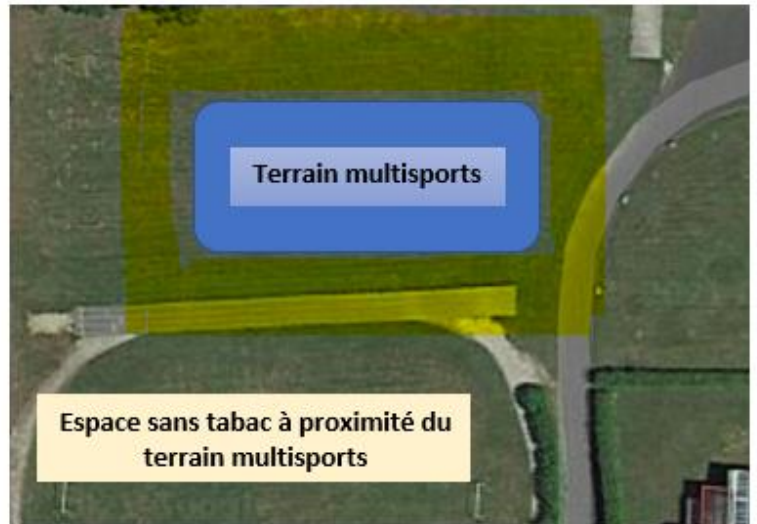 Terrain multisports
Espace sans tabac à proximité du
terrain multisports